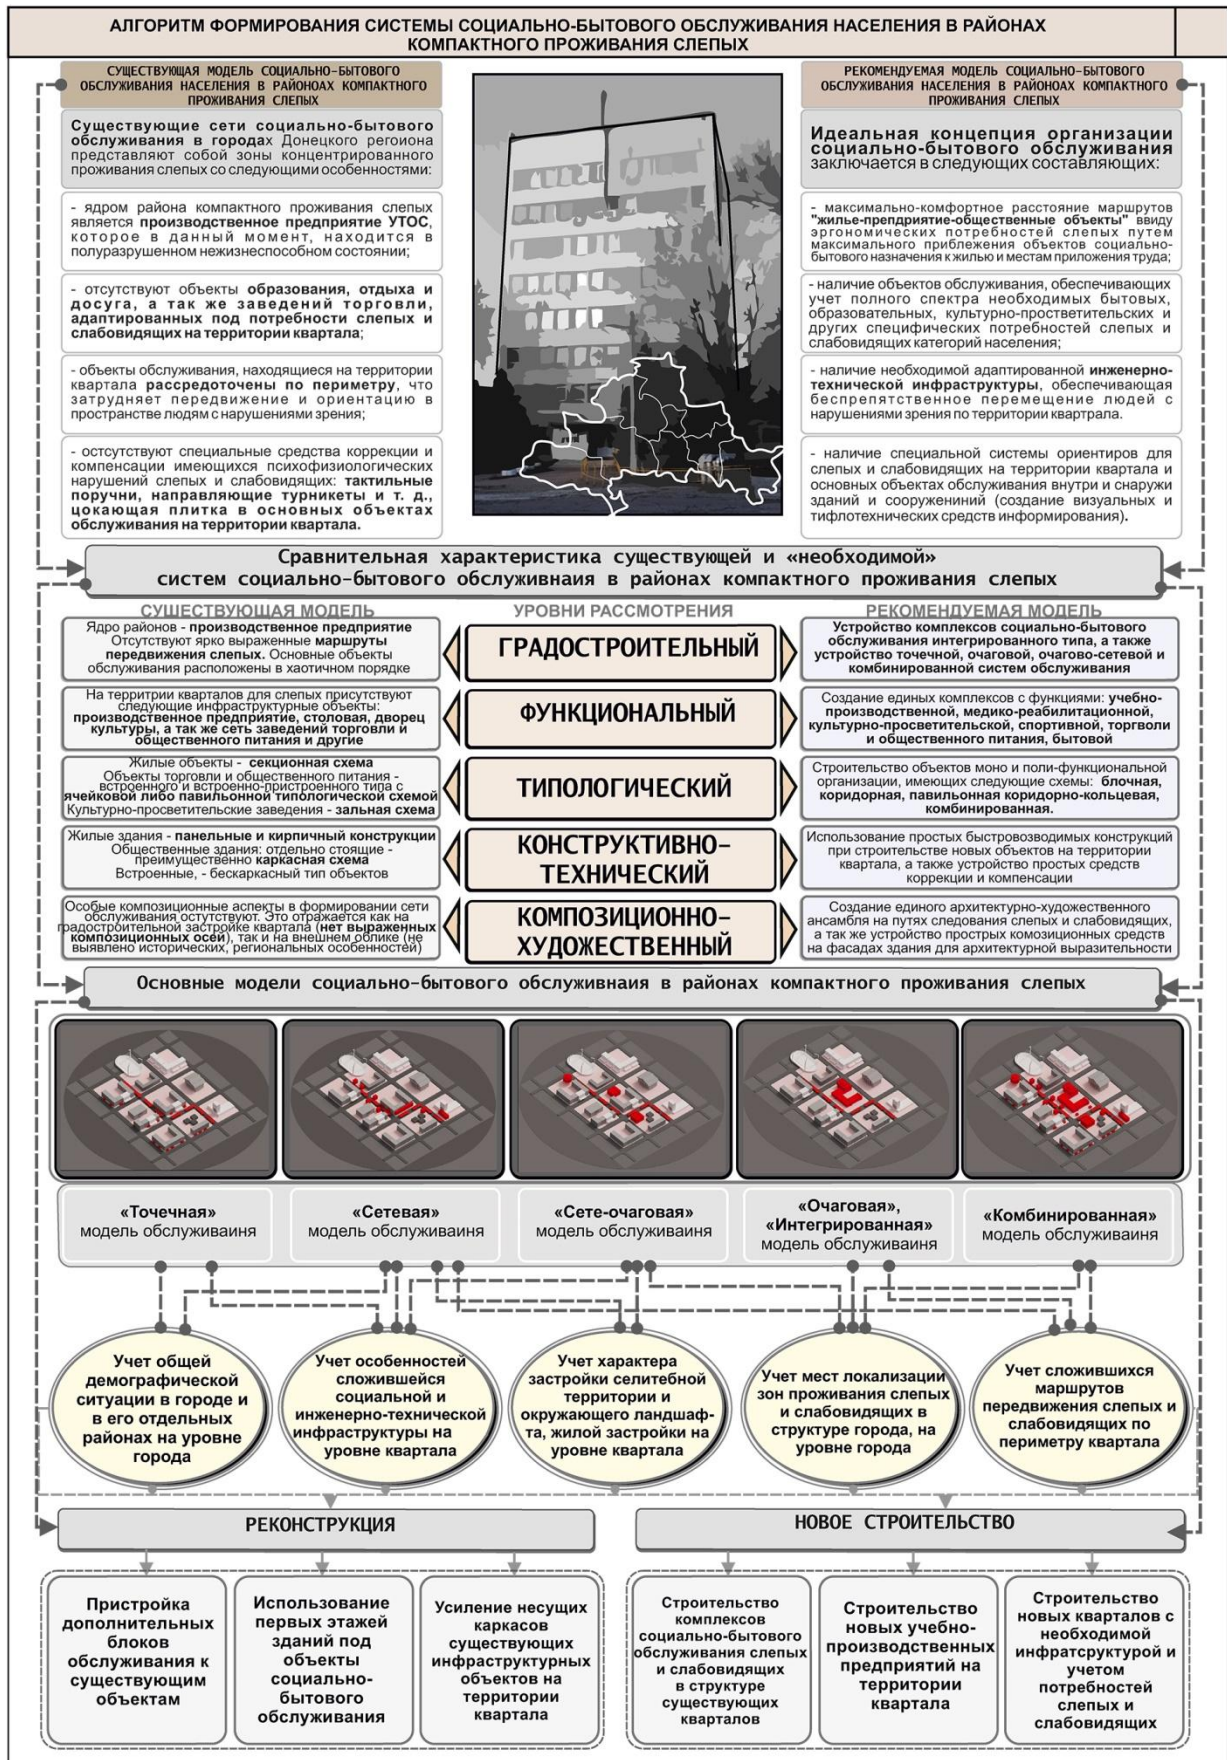 АЛГОРИТМ ФОРМИРОВАНИЯ СИСТЕМЫ СОЦИАЛЬНО-БЫТОВОГО ОБСЛУЖИВАНИЯ НАСЕЛЕНИЯ В РАЙОНАХ
КОМПАКТНОГО ПРОЖИВАНИЯ СЛЕПЫХ
СУЩЕСТВУЮЩАЯ МОДЕЛЬ СОЦИАЛЬНО-БЫТОВОГО
ОБСЛУЖИВАНИЯ НАСЕЛЕНИЯ В РАЙОНОАХ КОМПАКТНОГО
ПРОЖИВАНИЯ СЛЕПЫХ
Существующие сети социально-бытового
обслуживания в городах Донецкого региона
представляют собой зоны концентрированного
проживания слепых со следующими особенностями:
- ядром района компактного проживания слепых
является производственное предприятие УТОС,
которое в данный момент, находится в
полуразрушенном нежизнеспособном состоянии;
- отсутствуют объекты образования, отдыха и
досуга, а так же заведений торговли,
адаптированных под потребности слепых и
слабовидящих на территории квартала;
- объекты обслуживания, находящиеся на территории
квартала рассредоточены по периметру, что
затрудняет передвижение и ориентацию в
пространстве людям с нарушениями зрения;
- остсутствуют специальные средства коррекции и
компенсации имеющихся психофизиологических
нарушений слепых и слабовидящих: тактильные
поручни, направляющие турникеты и т. д.,
цокающая плитка в основных объектах
обслуживания на территории квартала.
РЕКОМЕНДУЕМАЯ МОДЕЛЬ СОЦИАЛЬНО-БЫТОВОГО
ОБСЛУЖИВАНИЯ НАСЕЛЕНИЯ В РАЙОНОАХ КОМПАКТНОГО
ПРОЖИВАНИЯ СЛЕПЫХ
Идеальная концепция организации
социально-бытового обслуживания
заключается в следующих составляющих:
- максимально-комфортное расстояние маршрутов
"жилье-препдриятие-общественные объекты" ввиду
эргономических потребностей слепых путем
максимального приблежения объектов социально-
бытового назначения к жилью и местам приложения труда;
- наличие объектов обслуживания, обеспечивающих
учет полного спектра необходимых бытовых,
образовательных, культурно-простветительских и
других специфических потребностей слепых и
слабовидящих категорий населения;
- наличие необходимой адаптированной инженерно-
технической инфраструктуры, обеспечивающая
беспрепятственное перемещение людей с
нарушениями зрения по территории квартрала.
- наличие специальной системы ориентиров для
слепых и слабовидящих на территории квартала и
основных объектах обслуживания внутри и снаружи
зданий и сооружениний (создание визуальных и
тифлотехнических средств информирования).
Сравнительная характеристика существующей и «необходимой»
систем социально-бытового обслуживнаия в районах компактного проживания слепых
СУЩЕСТВУЮЩАЯ МОДЕЛЬ
УРОВНИ РАССМОТРЕНИЯ
РЕКОМЕНДУЕМАЯ МОДЕЛЬ
Ядро районов - производственное предприятие
Отсутствуют ярко выраженные маршруты
передвижения слепых. Основные объекты
обслуживания расположены в хаотичном порядке
ГРАДОСТРОИТЕЛЬНЫЙ
Устройство комплексов социально-бытового
обслуживания интегрированного типа, а также
устройство точечной, очаговой, очагово-сетевой и
комбинированной систем обслуживания
На территрии кварталов для слепых присутствуют
следующие инфраструктурные объекты:
производственное предприятие, столовая, дворец
культуры, а так же сеть заведений торговли и
общественного питания и другие
ФУНКЦИОНАЛЬНЫЙ
Создание единых комплексов с функциями: учебно-
производственной, медико-реабилитационной,
культурно-просветительской, спортивной, торгволи
и общественного питания, бытовой
Жилые объекты - секционная схема
Объекты торговли и общественного питания -
встроенного и встроенно-пристроенного типа с
ячейковой либо павильонной типологической схемой
Культурно-просветительские заведения - зальная схема
ТИПОЛОГИЧЕСКИЙ
Строительство объектов моно и поли-функциональной
организации, имеющих следующие схемы: блочная,
коридорная, павильонная коридорно-кольцевая,
комбинированная.
Жилые здания - панельные и кирпичный конструкции
Общественные здания: отдельно стоящие -
преимущественно каркасная схема
Встроенные, - бескаркасный тип объектов
КОНСТРУКТИВНО-
ТЕХНИЧЕСКИЙ
Использование простых быстровозводимых конструкций
при строительстве новых объектов на территории
квартала, а также устройство простых средств
коррекции и компенсации
Особые композиционные аспекты в формировании сети
обслуживания остутствуют. Это отражается как на
градостроительной застройке квартала (нет выраженных
композиционных осей), так и на внешнем облике (не
выявлено исторических, региональных особенностей)
КОМПОЗИЦИОННО-
ХУДОЖЕСТВЕННЫЙ
Создание единого архитектурно-художественного
ансамбля на путях следования слепых и слабовидящих,
а так же устройство прострых комозиционных средств
на фасадах здания для архитектурной выразительности
Основные модели социально-бытового обслуживнаия в районах компактного проживания слепых
«Точечная»
модель обслуживаиня
«Сетевая»
модель обслуживаиня
«Сете-очаговая»
модель обслуживаиня
«Очаговая»,
«Интегрированная»
модель обслуживаиня
«Комбинированная»
модель обслуживаиня
Учет общей
демографической
ситуации в городе и
в его отдельных
районах на уровне
города
Учет особенностей
сложившейся
социальной и
инженерно-технической
инфраструктуры на
уровне квартала
Учет характера
застройки селитебной
территории и
окружающего ландшаф-
та, жилой застройки на
уровне квартала
Учет мест локализации
зон проживания слепых
и слабовидящих в
структуре города, на
уровне города
Учет сложившихся
маршрутов
передвижения слепых и
слабовидящих по
периметру квартала
РЕКОНСТРУКЦИЯ
НОВОЕ СТРОИТЕЛЬСТВО
Пристройка
дополнительных
блоков
обслуживания к
существующим
объектам
Использование
первых этажей
зданий под
объекты
социально-
бытового
обслуживания
Усиление несущих
каркасов
существующих
инфраструктурных
объектов на
территории
квартала
Строительство
комплексов
социально-бытового
обслуживания слепых
и слабовидящих
в структуре
существующих
кварталов
Строительство
новых учебно-
производственных
предприятий на
территории
квартала
Строительство
новых кварталов с
необходимой
инфратсруктурой и
учетом
потребностей
слепых и
слабовидящих